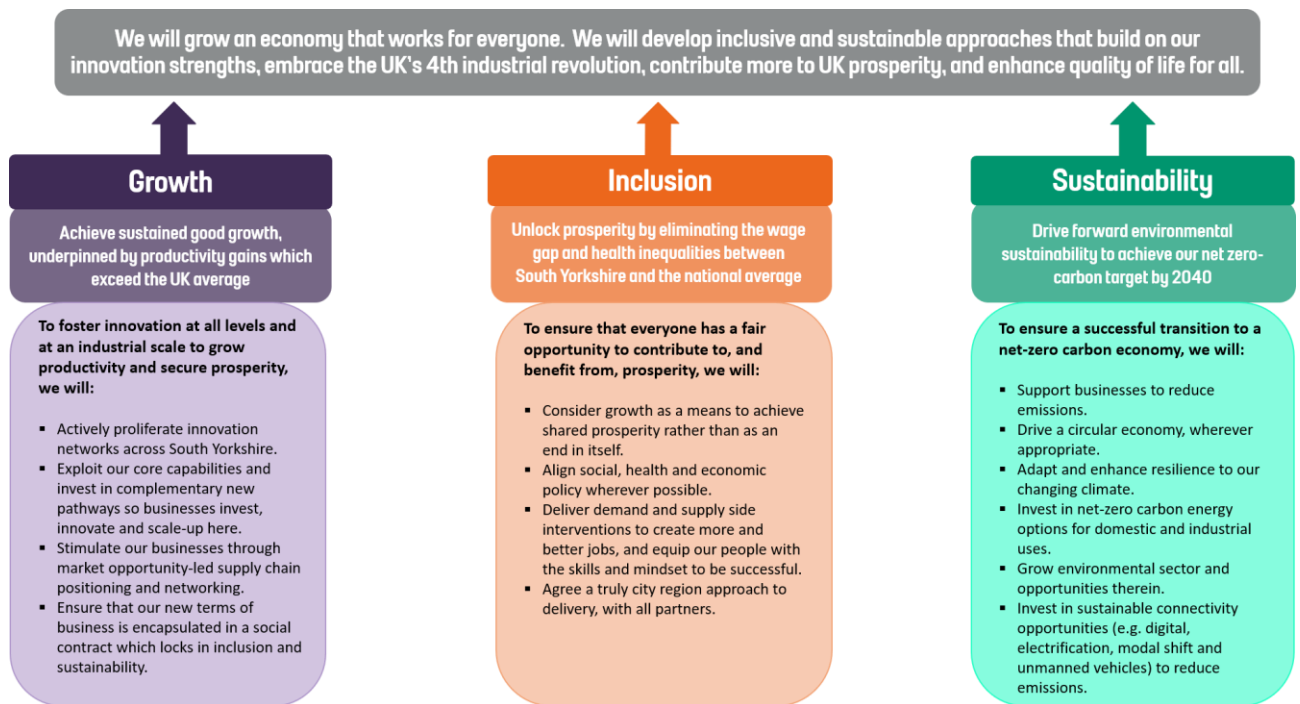 We will grow an economy that works for everyone. We will develop inclusive and sustainable approaches that build on our
innovation strengths, embrace the UK's 4th industrial revolution, contribute more to UK prosperity, and enhance quality of life for all.
Growth
Achieve sustained good growth,
underpinned by productivity gains which
exceed the UK average
To foster innovation at all levels and
at an industrial scale to grow
productivity and secure prosperity,
we will:
▪ Actively proliferate innovation
networks across South Yorkshire.
▪ Exploit our core capabilities and
invest in complementary new
pathways so businesses invest,
innovate and scale-up here.
▪ Stimulate our businesses through
market opportunity-led supply chain
positioning and networking.
▪ Ensure that our new terms of
business is encapsulated in a social
contract which locks in inclusion and
sustainability.
Inclusion
Unlock prosperity by eliminating the wage
gap and health inequalities between
South Yorkshire and the national average
To ensure that everyone has a fair
opportunity to contribute to, and
benefit from, prosperity, we will:
▪ Consider growth as a means to achieve
shared prosperity rather than as an
end in itself.
▪ Align social, health and economic
policy wherever possible.
▪ Deliver demand and supply side
interventions to create more and
better jobs, and equip our people with
the skills and mindset to be successful.
▪ Agree a truly city region approach to
delivery, with all partners.
Sustainability
Drive forward environmental
sustainability to achieve our net zero-
carbon target by 2040
To ensure a successful transition to a
net-zero carbon economy, we will:
▪ Support businesses to reduce
emissions.
▪ Drive a circular economy, wherever
appropriate.
▪ Adapt and enhance resilience to our
changing climate.
▪ Invest in net-zero carbon energy
options for domestic and industrial
uses.
▪ Grow environmental sector and
opportunities therein.
▪ Invest in sustainable connectivity
opportunities (e.g. digital,
electrification, modal shift and
unmanned vehicles) to reduce
emissions.